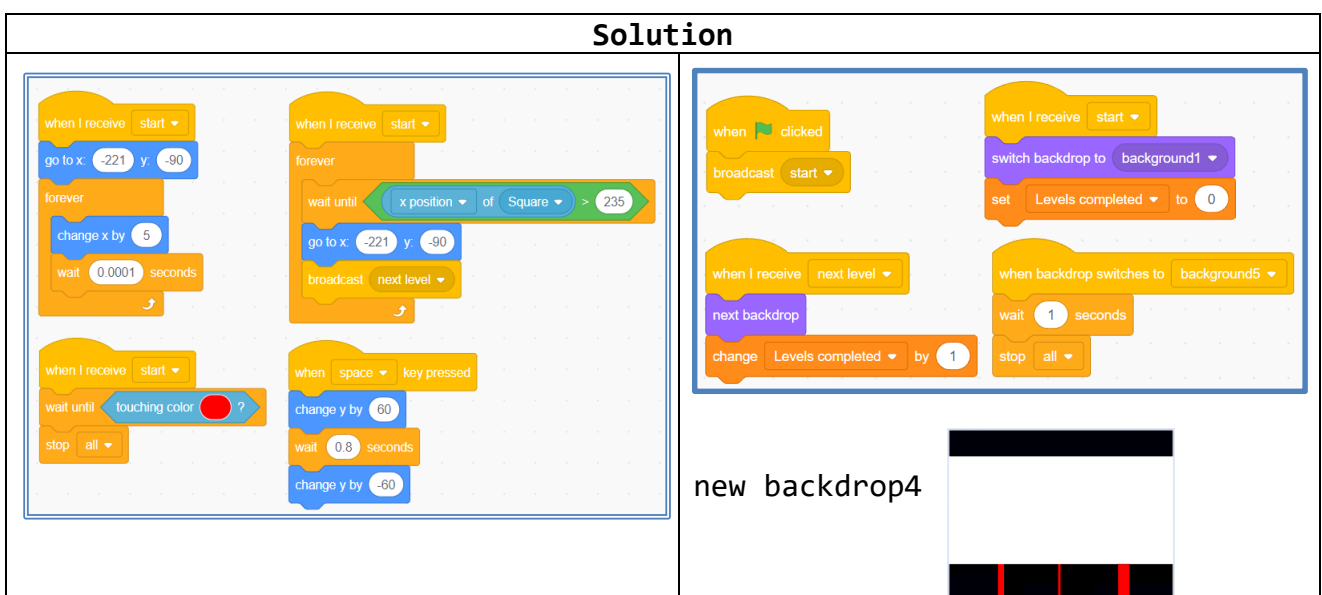 Solution
when I receive start
go to x: -221 y: -90
forever
change x by 5
wait 0.0001 seconds
when I receive start
forever
wait until x position of Square > 235
go to x: -221 y: -90
broadcast next level
when I receive start
wait until touching color ?
stop all
when space key pressed
change y by 60
wait 0.8 seconds
change y by -60
when clicked
broadcast start
when I receive start
switch backdrop to background1
set Levels completed to 0
when I receive next level
next backdrop
change Levels completed by 1
when backdrop switches to background5
wait 1 seconds
stop all
new backdrop4